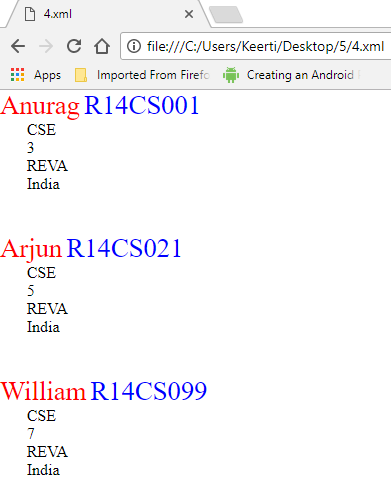 4.xml
file:///C:/Users/Keerti/Desktop/5/4.xml
Apps Imported From Firefo Creating an Android
Anurag R14CS001
CSE
3
REVA
India
Arjun R14CS021
CSE
5
REVA
India
William R14CS099
CSE
7
REVA
India